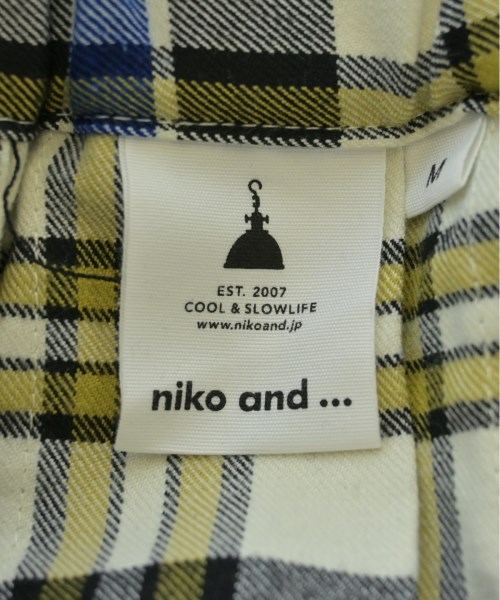 M
EST. 2007
COOL & SLOWLIFE
www.nikoand.jp
niko and ...